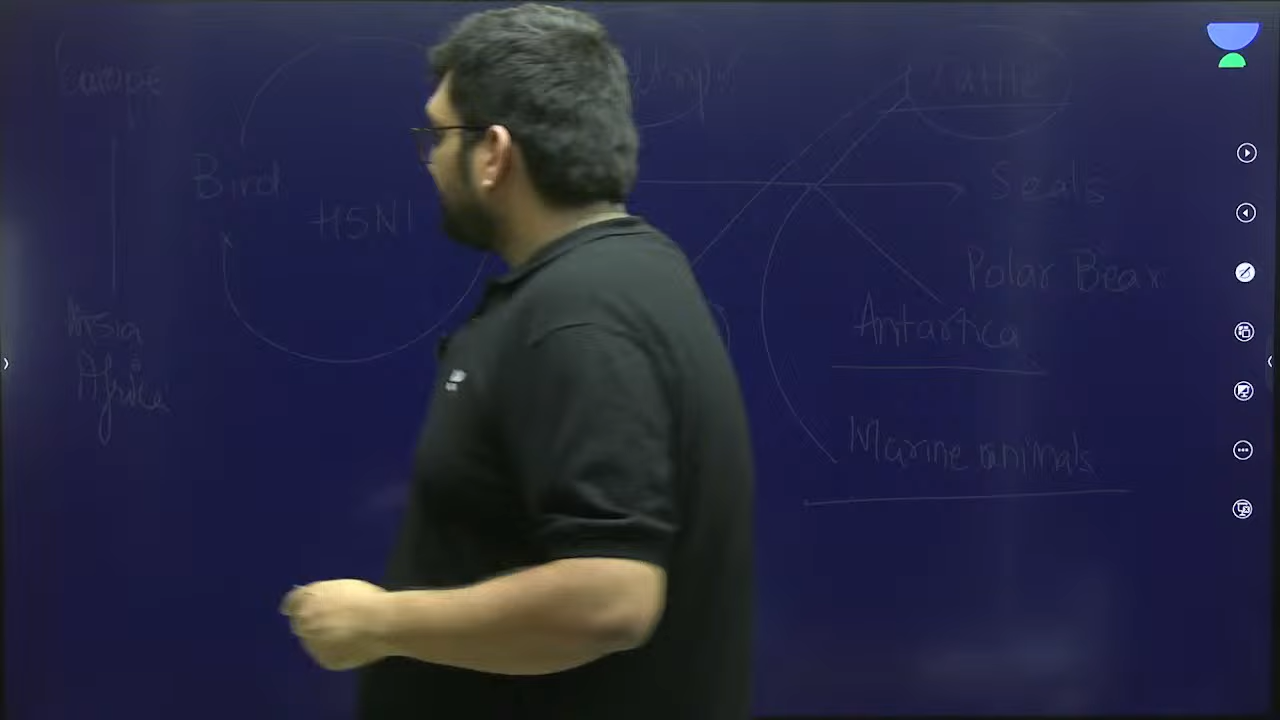 Europe
Cattle
Bird
Seals
H5N1
Polar Bear
Asia
Antartica
Africa
Marine animals